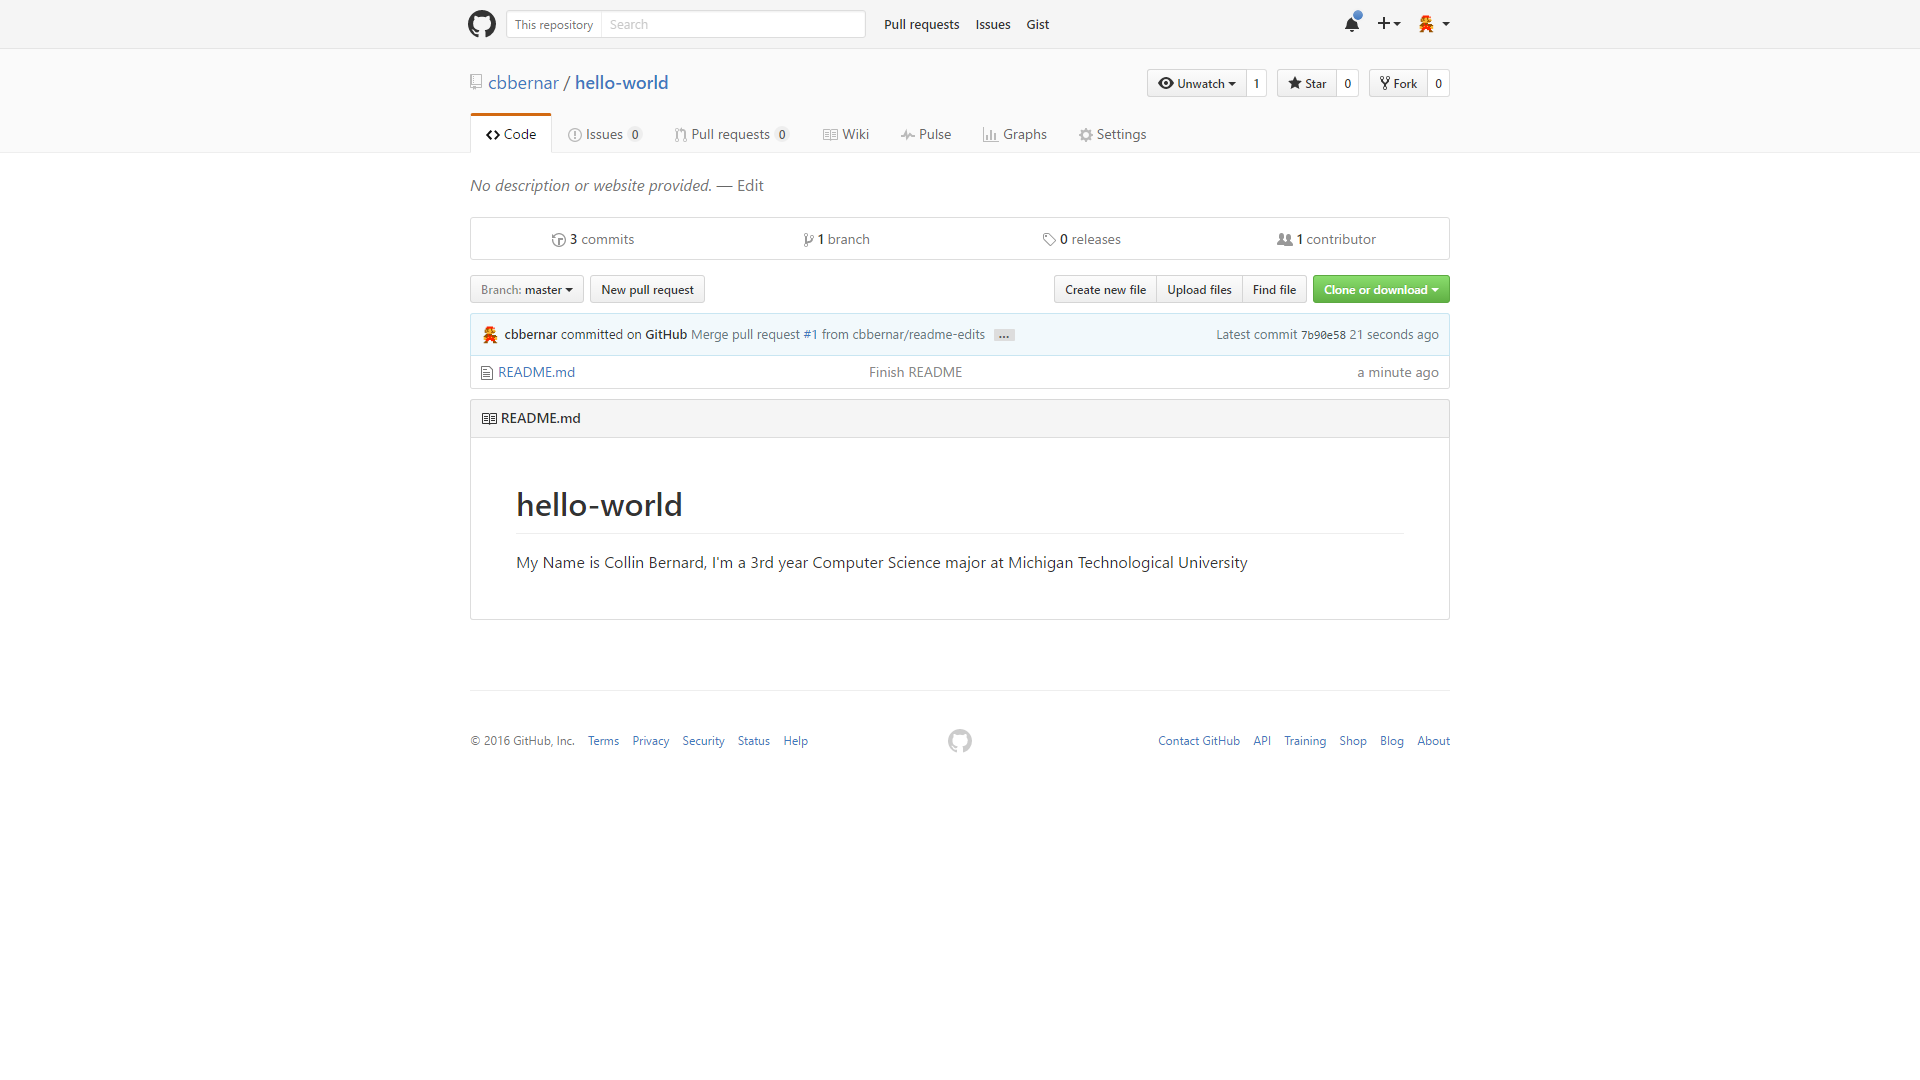 This repository Search Pull requests Issues Gist
cbbernar / hello-world Unwatch 1 Star 0 Fork 0
Code Issues 0 Pull requests 0 Wiki Pulse Graphs Settings
No description or website provided. — Edit
3 commits 1 branch 0 releases 1 contributor
Branch: master New pull request Create new file Upload files Find file Clone or download
cbbernar committed on GitHub Merge pull request #1 from cbbernar/readme-edits … Latest commit 7b90e58 21 seconds ago
README.md Finish README a minute ago
README.md
hello-world
My Name is Collin Bernard, I'm a 3rd year Computer Science major at Michigan Technological University
© 2016 GitHub, Inc. Terms Privacy Security Status Help Contact GitHub API Training Shop Blog About